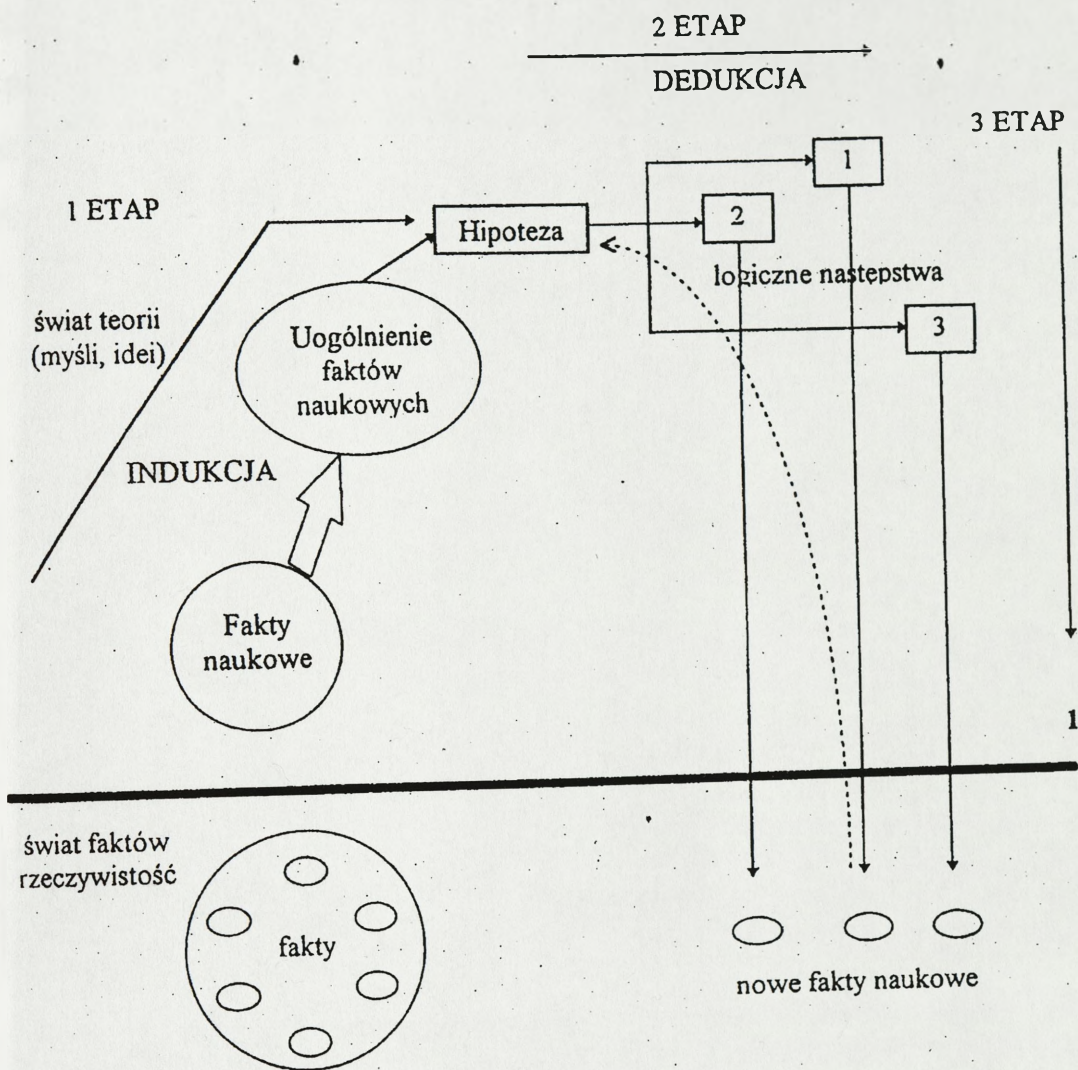 2 ETAP
DEDUKCJA
3 ETAP
1 ETAP
1
2
Hipoteza
logiczne następstwa
3
świat teorii
(myśli, idei)
Uogólnienie
faktów
naukowych
INDUKCJA
Fakty
naukowe
1
świat faktów
rzeczywistość
fakty
nowe fakty naukowe